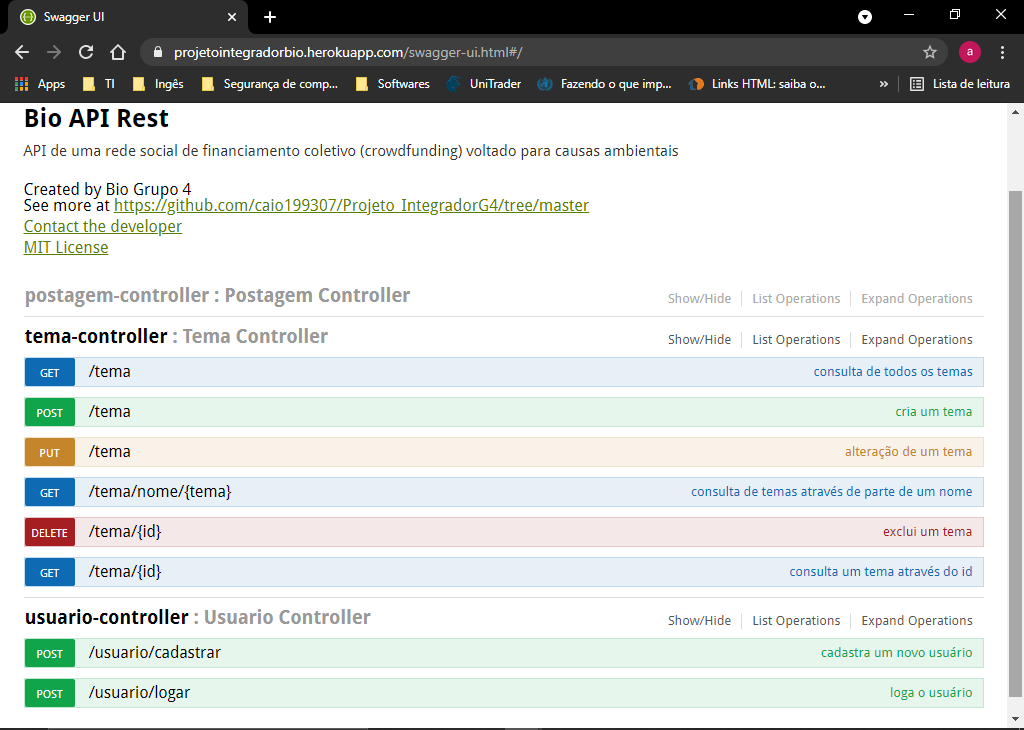 Swagger UI
projetointegradorbio.herokuapp.com/swagger-ui.html#/
a
Apps TI Ingês Segurança de comp... Softwares UniTrader Fazendo o que imp... Links HTML: saiba o... » Lista de leitura
Bio API Rest
API de uma rede social de financiamento coletivo (crowdfunding) voltado para causas ambientais
Created by Bio Grupo 4
See more at https://github.com/caio199307/Projeto_IntegradorG4/tree/master
Contact the developer
MIT License
postagem-controller : Postagem Controller Show/Hide List Operations Expand Operations
tema-controller : Tema Controller Show/Hide List Operations Expand Operations
GET /tema consulta de todos os temas
POST /tema cria um tema
PUT /tema alteração de um tema
GET /tema/nome/{tema} consulta de temas através de parte de um nome
DELETE /tema/{id} exclui um tema
GET /tema/{id} consulta um tema através do id
usuario-controller : Usuario Controller Show/Hide List Operations Expand Operations
POST /usuario/cadastrar cadastra um novo usuário
POST /usuario/logar loga o usuário